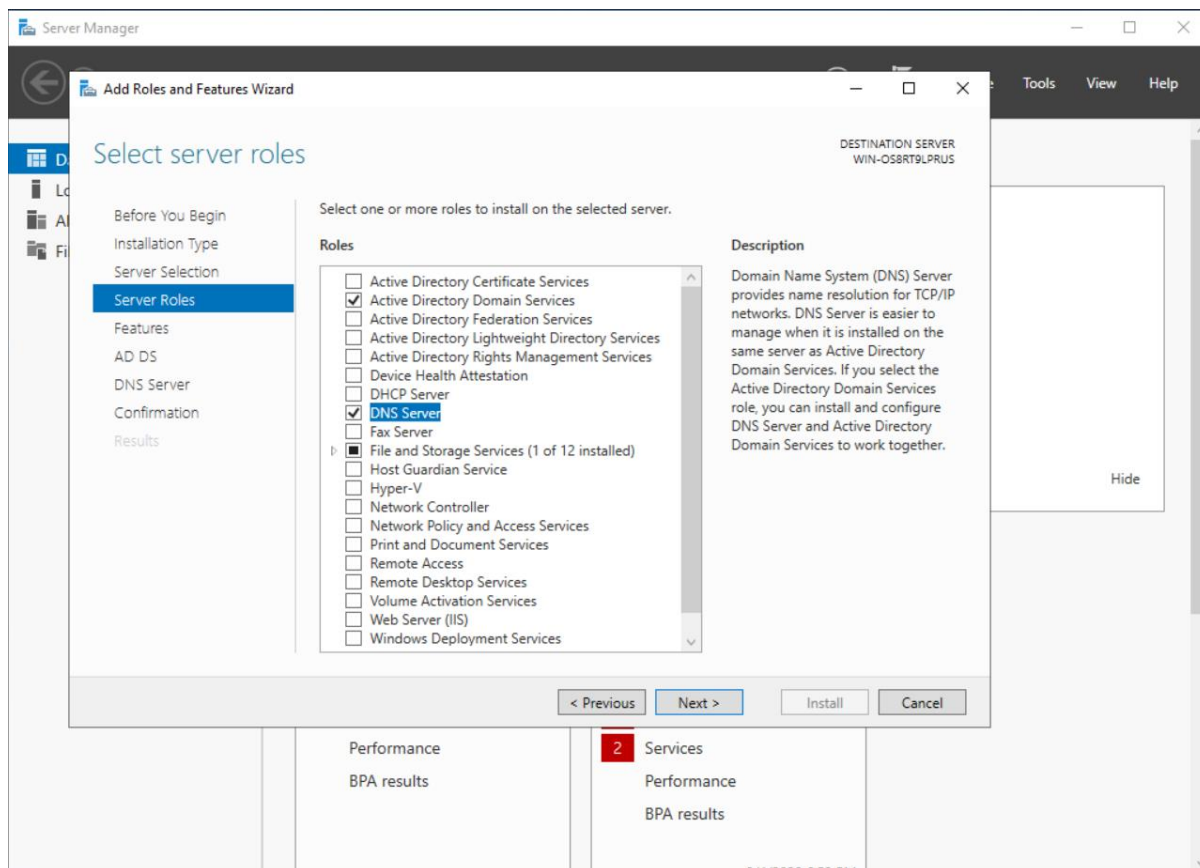 Server Manager
Add Roles and Features Wizard
Tools View Help
Select server roles
DESTINATION SERVER
WIN-OS8RT9LPRUS
Before You Begin
Installation Type
Server Selection
Server Roles
Features
AD DS
DNS Server
Confirmation
Results
Select one or more roles to install on the selected server.
Roles
Active Directory Certificate Services
Active Directory Domain Services
Active Directory Federation Services
Active Directory Lightweight Directory Services
Active Directory Rights Management Services
Device Health Attestation
DHCP Server
DNS Server
Fax Server
File and Storage Services (1 of 12 installed)
Host Guardian Service
Hyper-V
Network Controller
Network Policy and Access Services
Print and Document Services
Remote Access
Remote Desktop Services
Volume Activation Services
Web Server (IIS)
Windows Deployment Services
Description
Domain Name System (DNS) Server
provides name resolution for TCP/IP
networks. DNS Server is easier to
manage when it is installed on the
same server as Active Directory
Domain Services. If you select the
Active Directory Domain Services
role, you can install and configure
DNS Server and Active Directory
Domain Services to work together.
Hide
< Previous Next > Install Cancel
Performance
BPA results
2 Services
Performance
BPA results